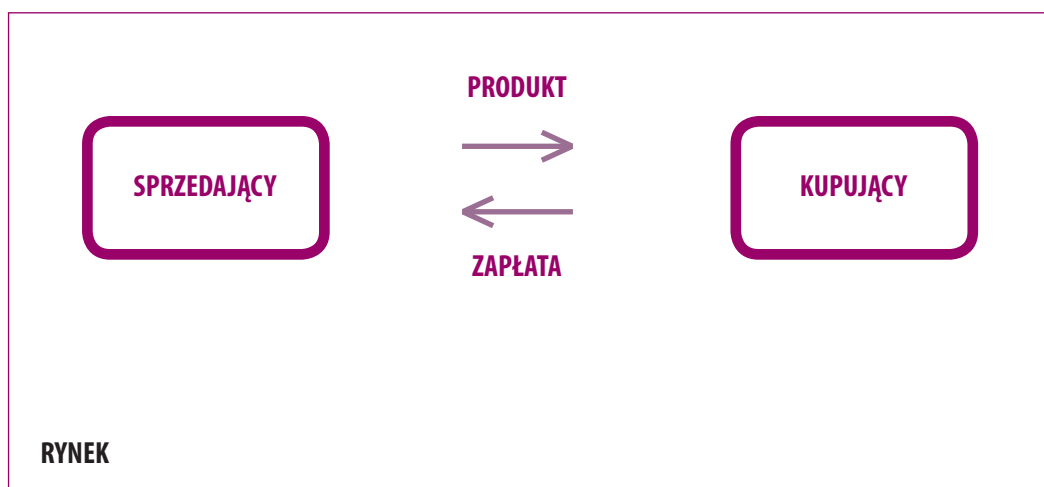 PRODUKT
SPRZEDAJĄCY
KUPUJĄCY
ZAPŁATA
RYNEK